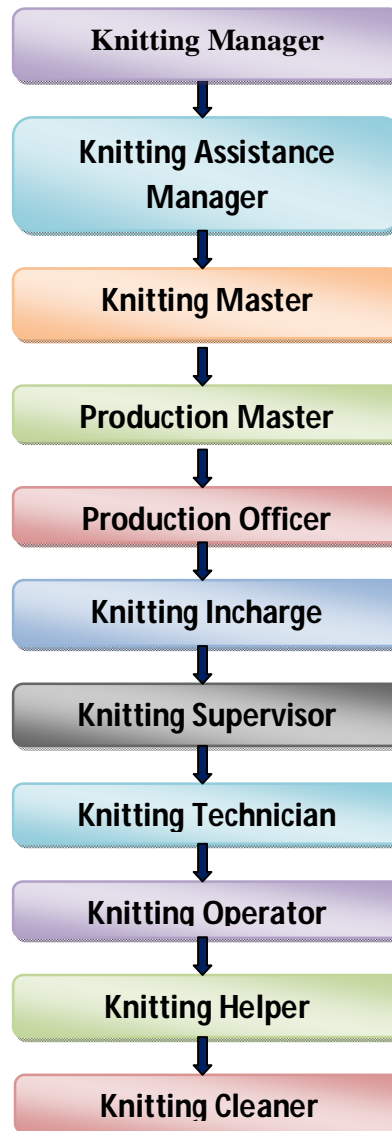 Knitting Manager
Knitting Assistance
Manager
Knitting Master
Production Master
Production Officer
Knitting Incharge
Knitting Supervisor
Knitting Technician
Knitting Operator
Knitting Helper
Knitting Cleaner